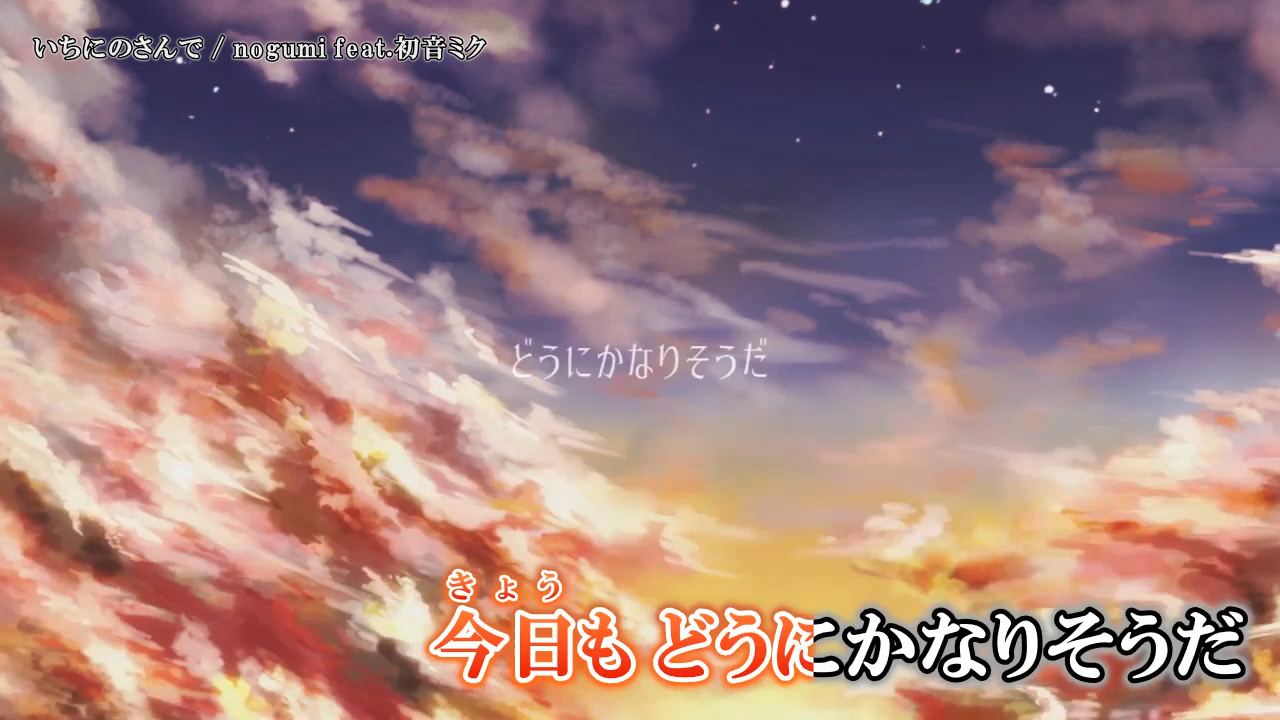 いちにのさんで / nogumi feat.初音ミク
どうにかなりそうだ
きょう
今日も どうにかなりそうだ